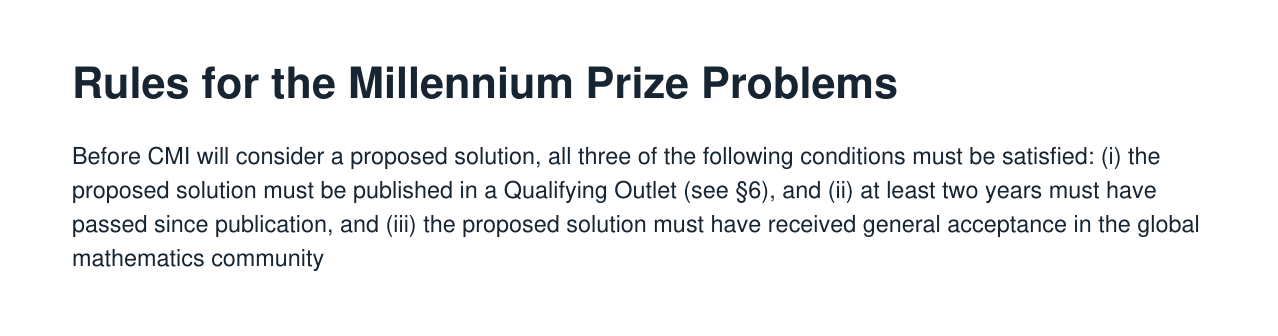 Rules for the Millennium Prize Problems
Before CMI will consider a proposed solution, all three of the following conditions must be satisfied: (i) the
proposed solution must be published in a Qualifying Outlet (see §6), and (ii) at least two years must have
passed since publication, and (iii) the proposed solution must have received general acceptance in the global
mathematics community